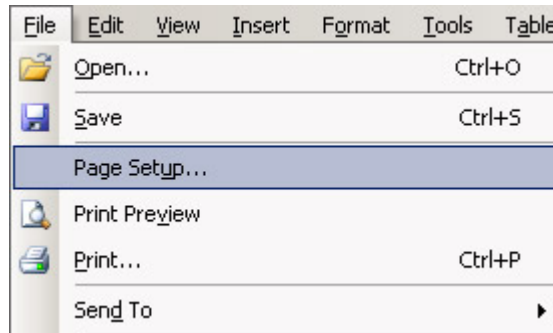 File Edit View Insert Format Tools Table
Open... Ctrl+O
Save Ctrl+S
Page Setup...
Print Preview
Print... Ctrl+P
Send To